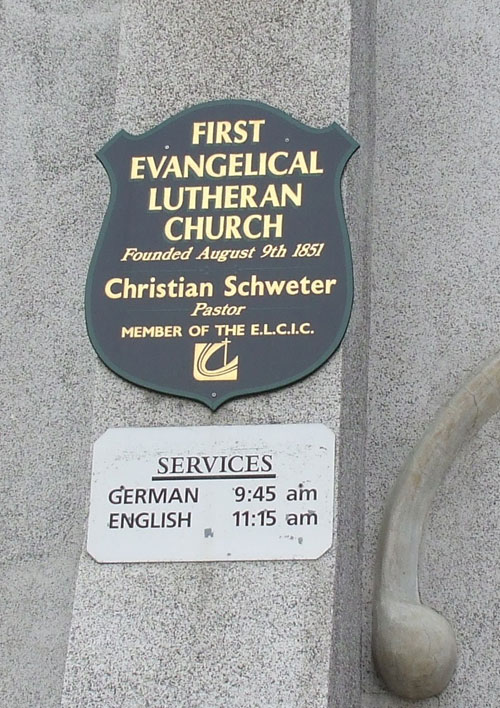 FIRST
EVANGELICAL
LUTHERAN
CHURCH
Founded August 9th 1851
Christian Schweter
Pastor
MEMBER OF THE E.L.C.I.C.
SERVICES
GERMAN 9:45 am
ENGLISH 11:15 am